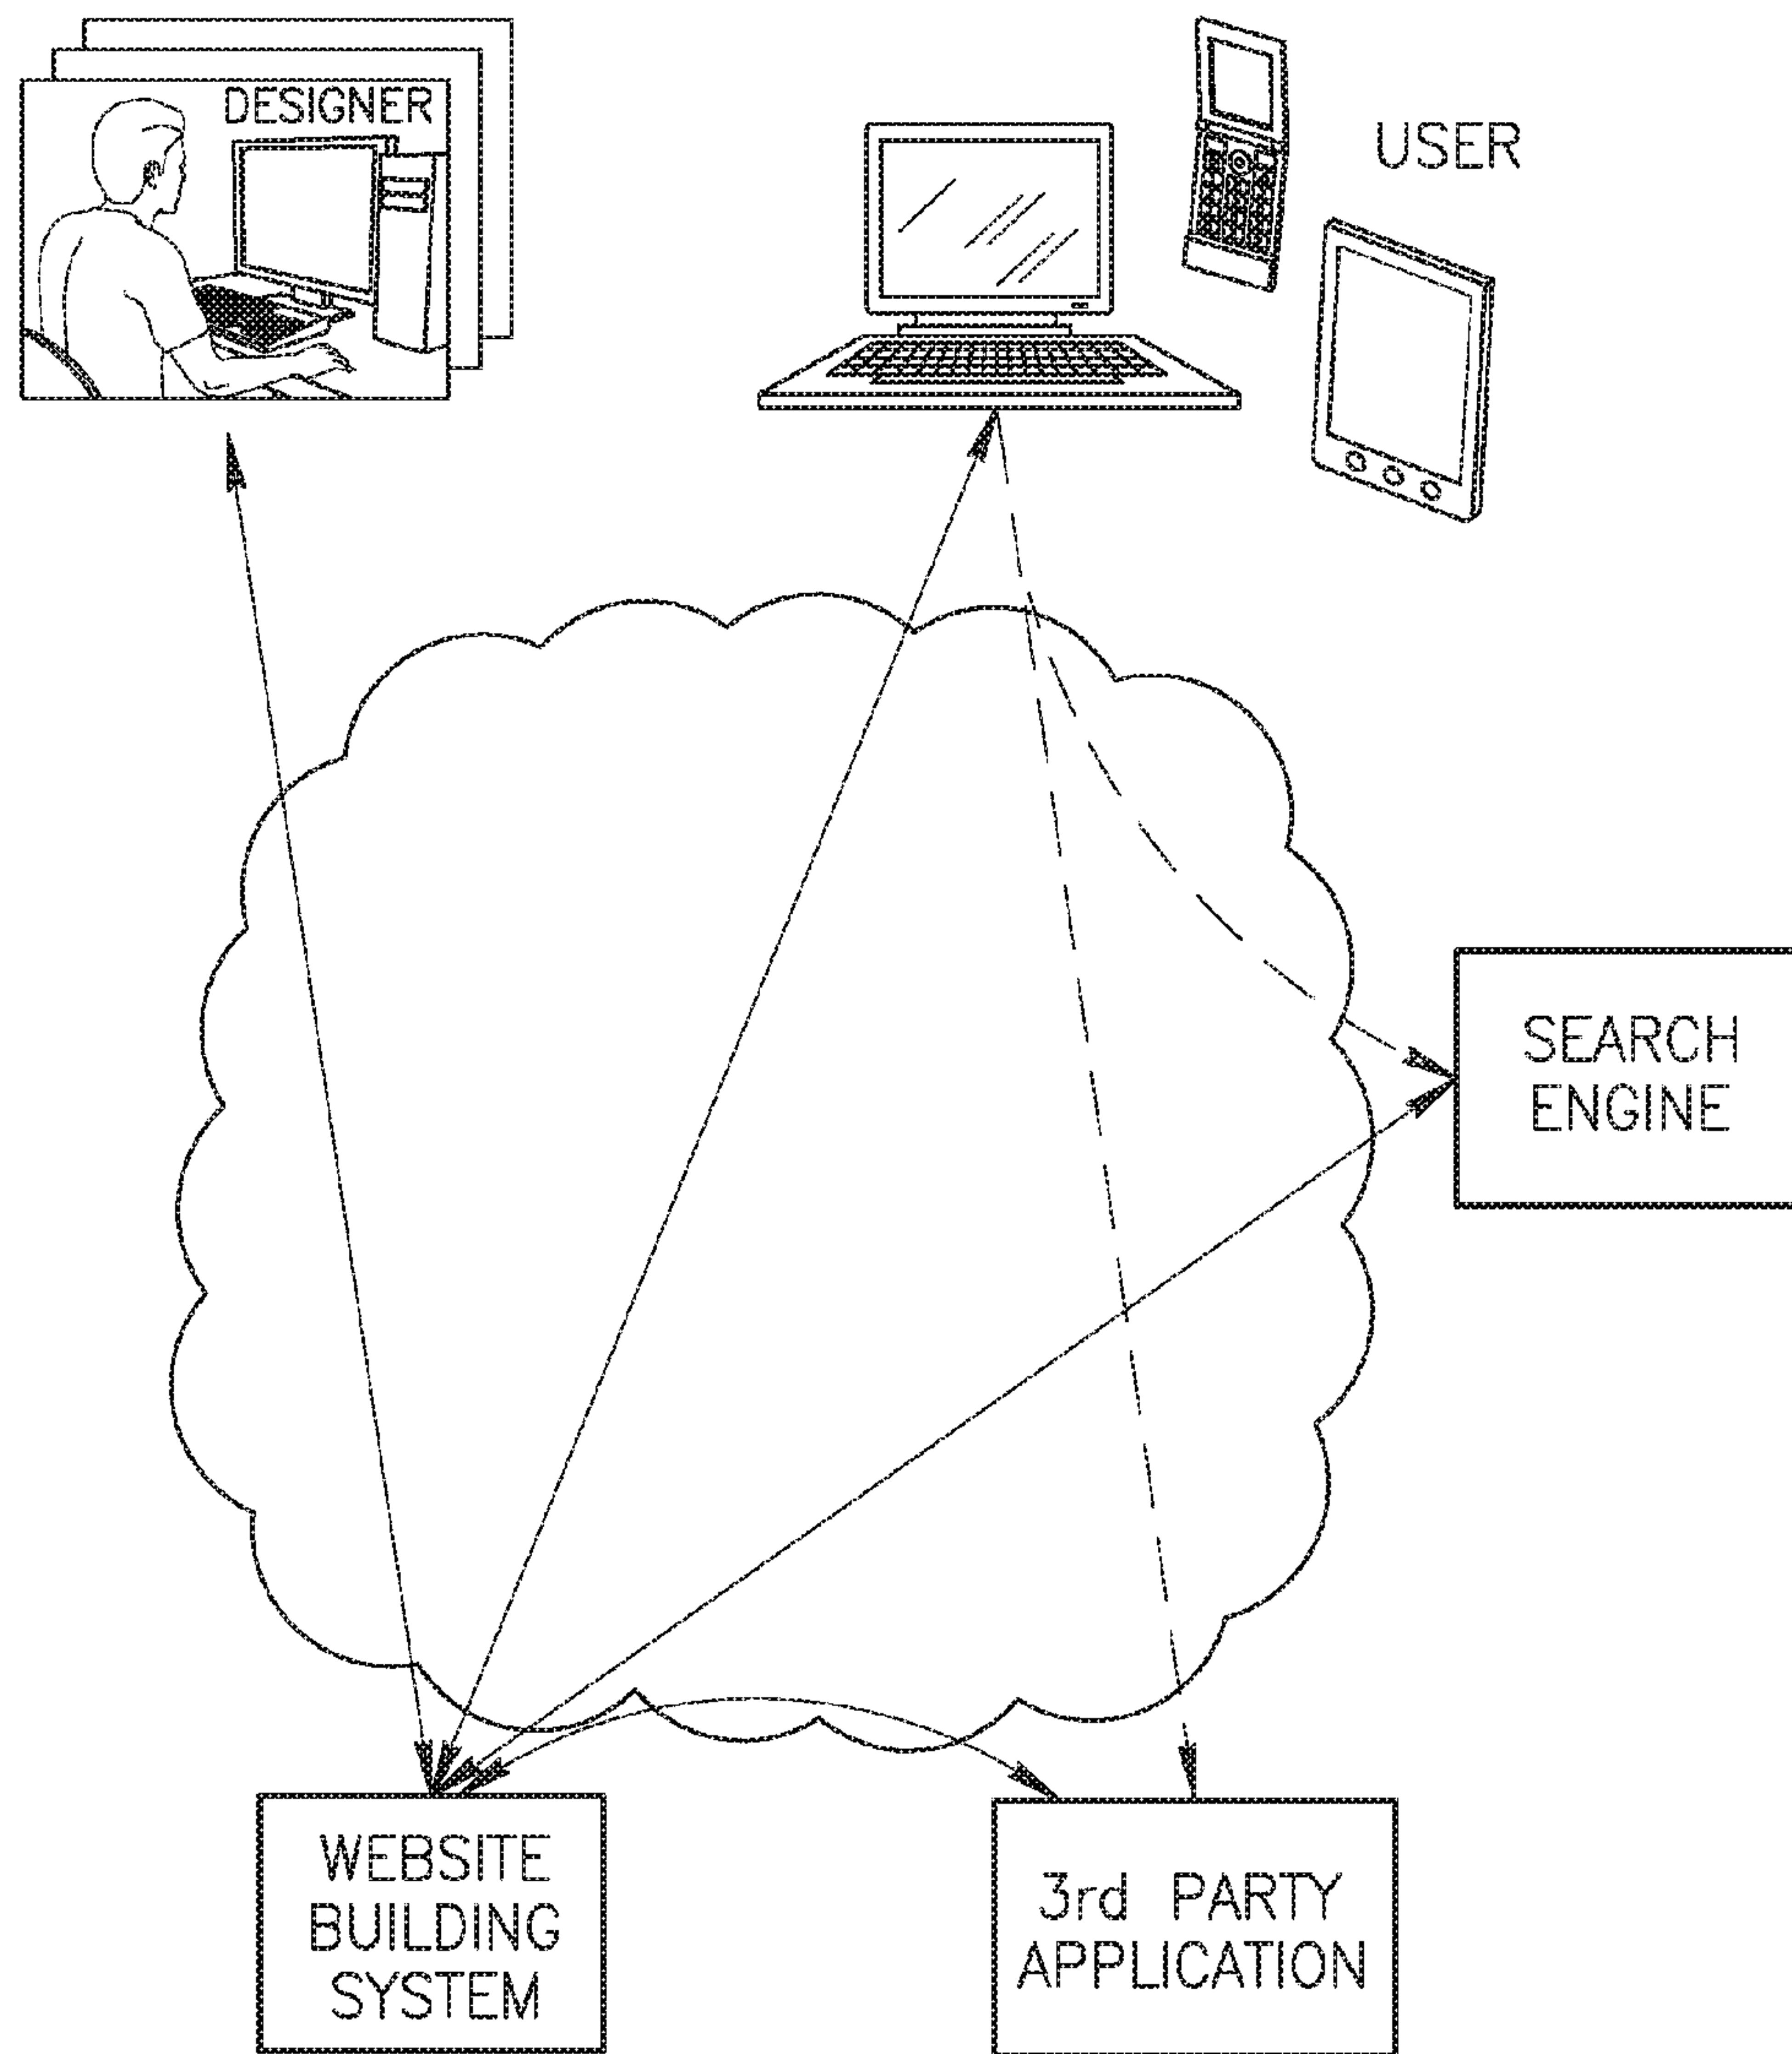 DESIGNER
USER
SEARCH
ENGINE
WEBSITE
BUILDING
SYSTEM
3rd PARTY
APPLICATION